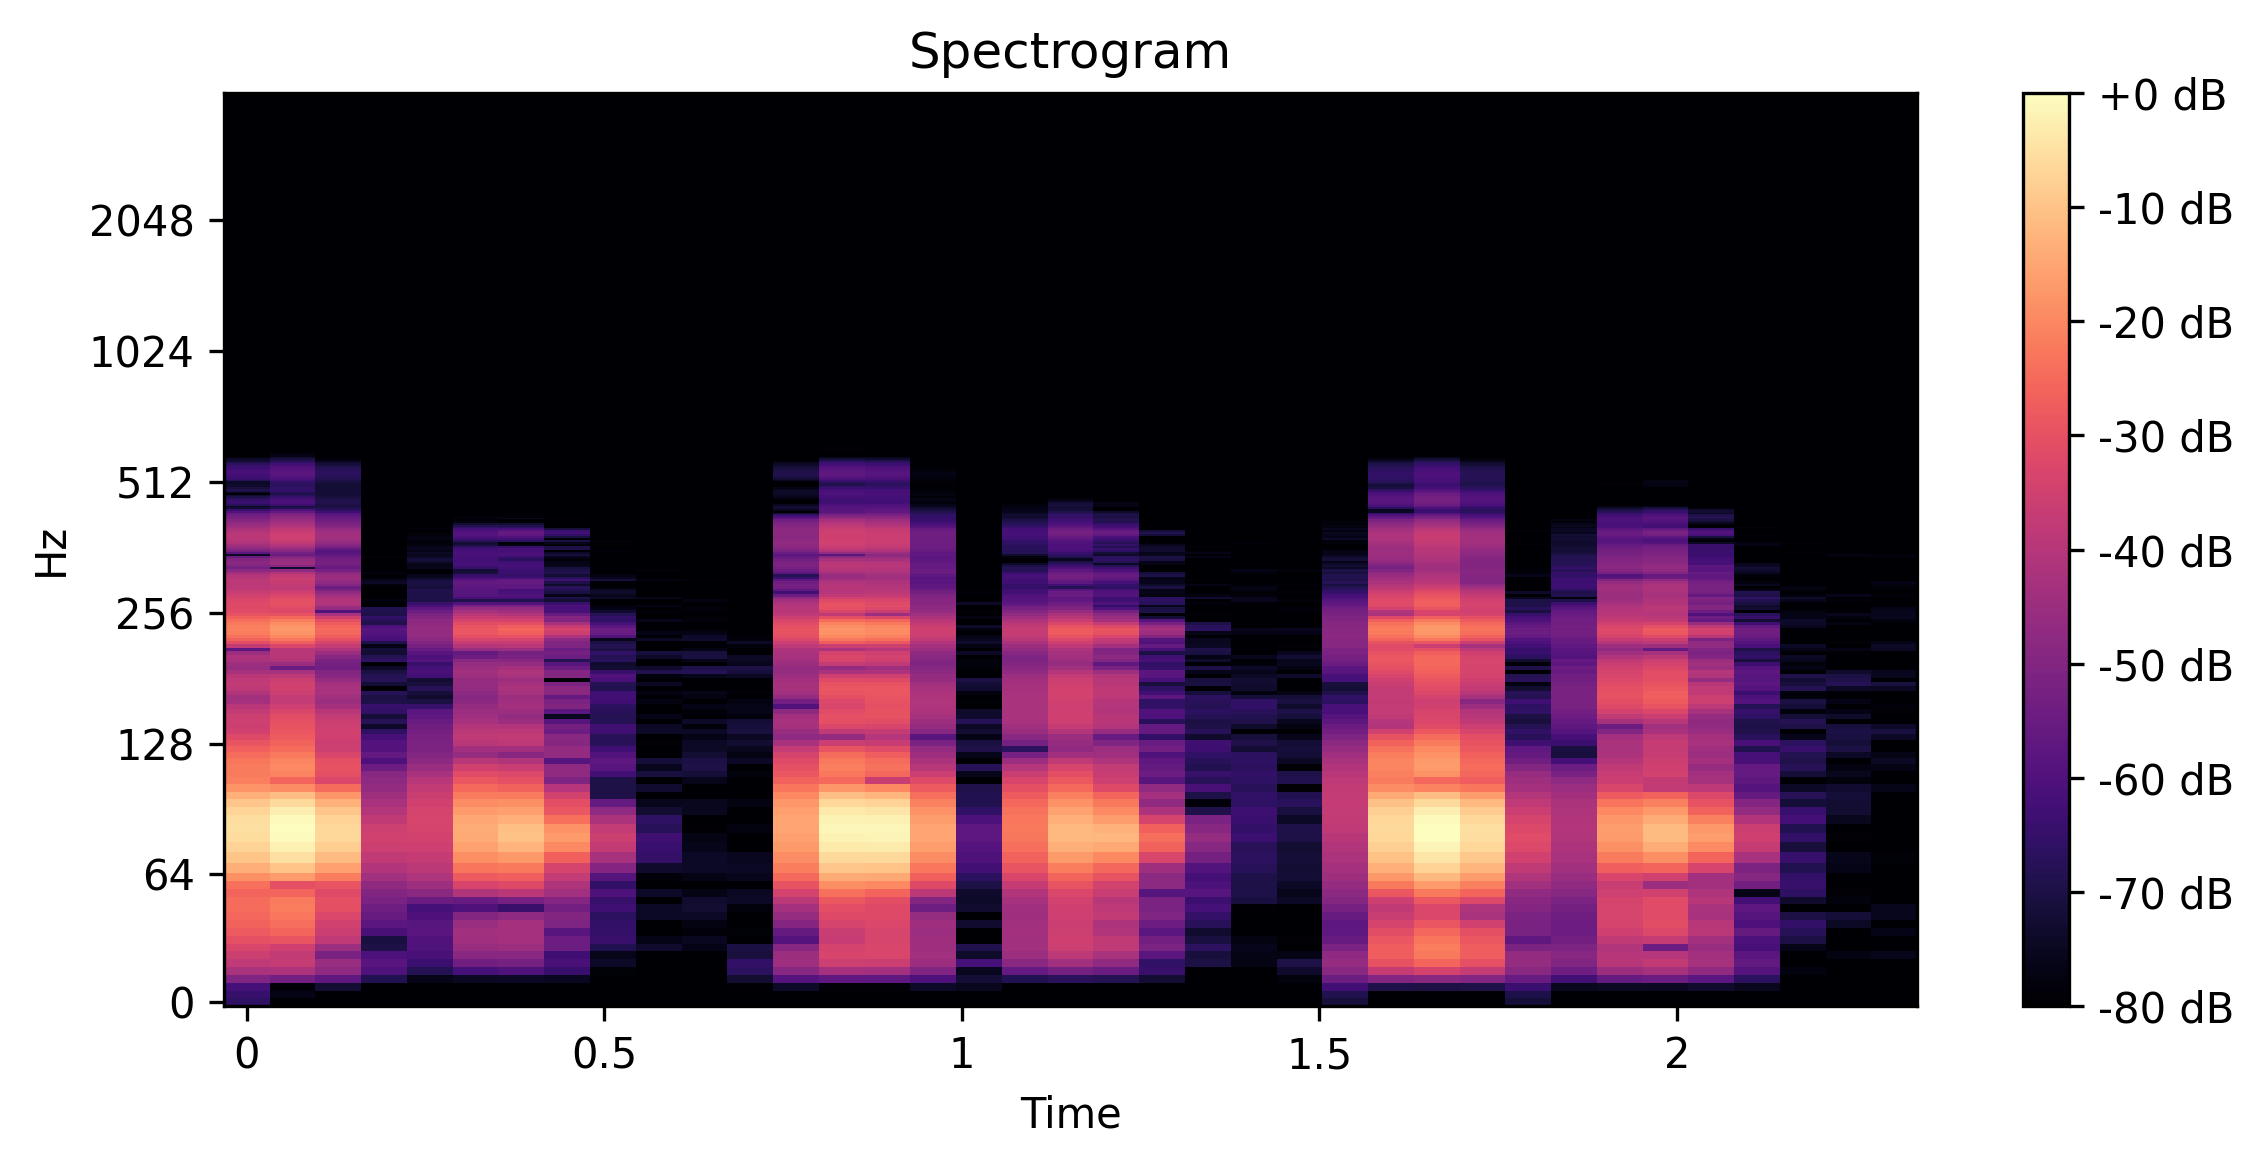 Spectrogram
+0 dB
2048
-10 dB
-20 dB
1024
-30 dB
512
Hz
-40 dB
256
-50 dB
128
-60 dB
64
-70 dB
0
-80 dB
0 0.5 1 1.5 2
Time